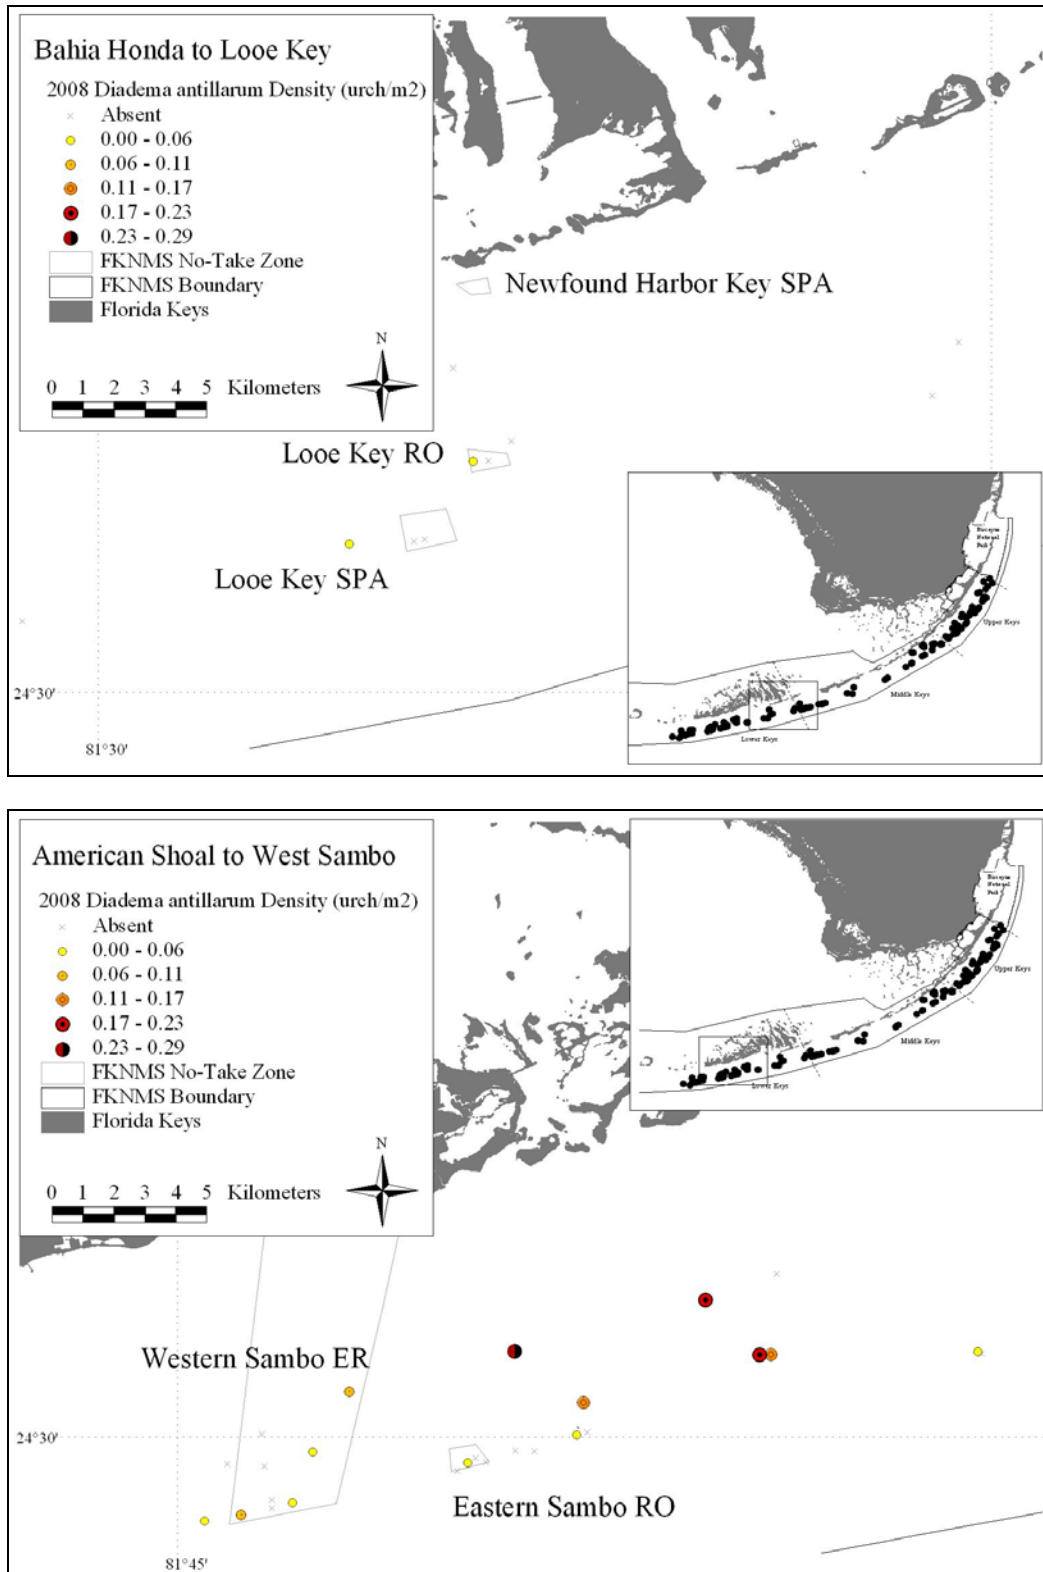 Bahia Honda to Looe Key
2008 Diadema antillarum Density (urch/m2)
Absent
0.00 - 0.06
0.06 - 0.11
0.11 - 0.17
0.17 - 0.23
0.23 - 0.29
FKNMS No-Take Zone
FKNMS Boundary
Florida Keys
N
0 1 2 3 4 5 Kilometers
Newfound Harbor Key SPA
Looe Key RO
Looe Key SPA
24°30'
81°30'
Biscayne
National
Park
Upper Keys
Middle Keys
Lower Keys
American Shoal to West Sambo
2008 Diadema antillarum Density (urch/m2)
Absent
0.00 - 0.06
0.06 - 0.11
0.11 - 0.17
0.17 - 0.23
0.23 - 0.29
FKNMS No-Take Zone
FKNMS Boundary
Florida Keys
N
0 1 2 3 4 5 Kilometers
Biscayne
National
Park
Upper Keys
Middle Keys
Lower Keys
Western Sambo ER
24°30'
Eastern Sambo RO
81°45'